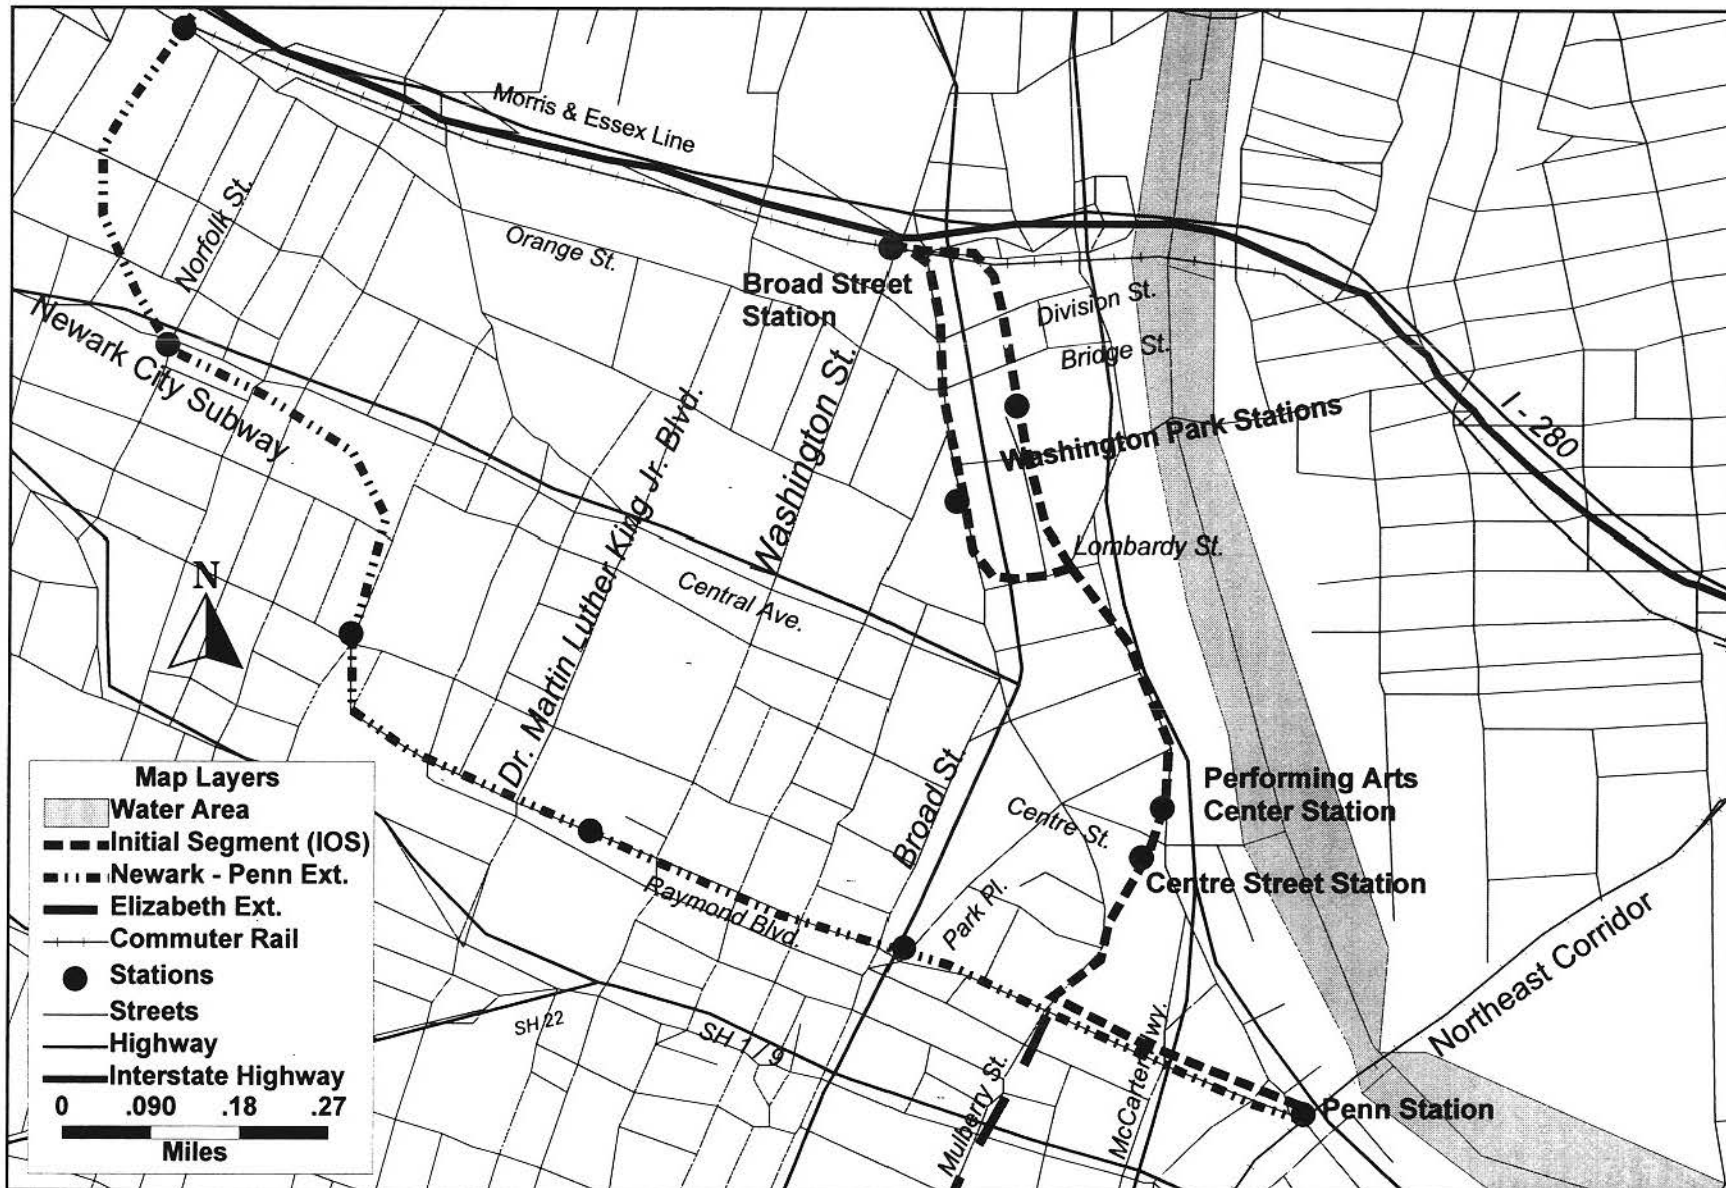 Morris & Essex Line
Norfolk St.
Orange St.
Broad Street
Station
Division St.
Bridge St.
Newark City Subway
Washington St.
Washington Park Stations
I - 280
Dr. Martin Luther King Jr. Blvd.
Lombardy St.
N
Central Ave.
Broad St.
Performing Arts
Center Station
Centre St.
Centre Street Station
Raymond Blvd.
Park Pl.
Northeast Corridor
SH 22
SH 1 / 9
Mulberry St.
McCarter Hwy.
Penn Station
Map Layers
Water Area
Initial Segment (IOS)
Newark - Penn Ext.
Elizabeth Ext.
Commuter Rail
Stations
Streets
Highway
Interstate Highway
0 .090 .18 .27
Miles